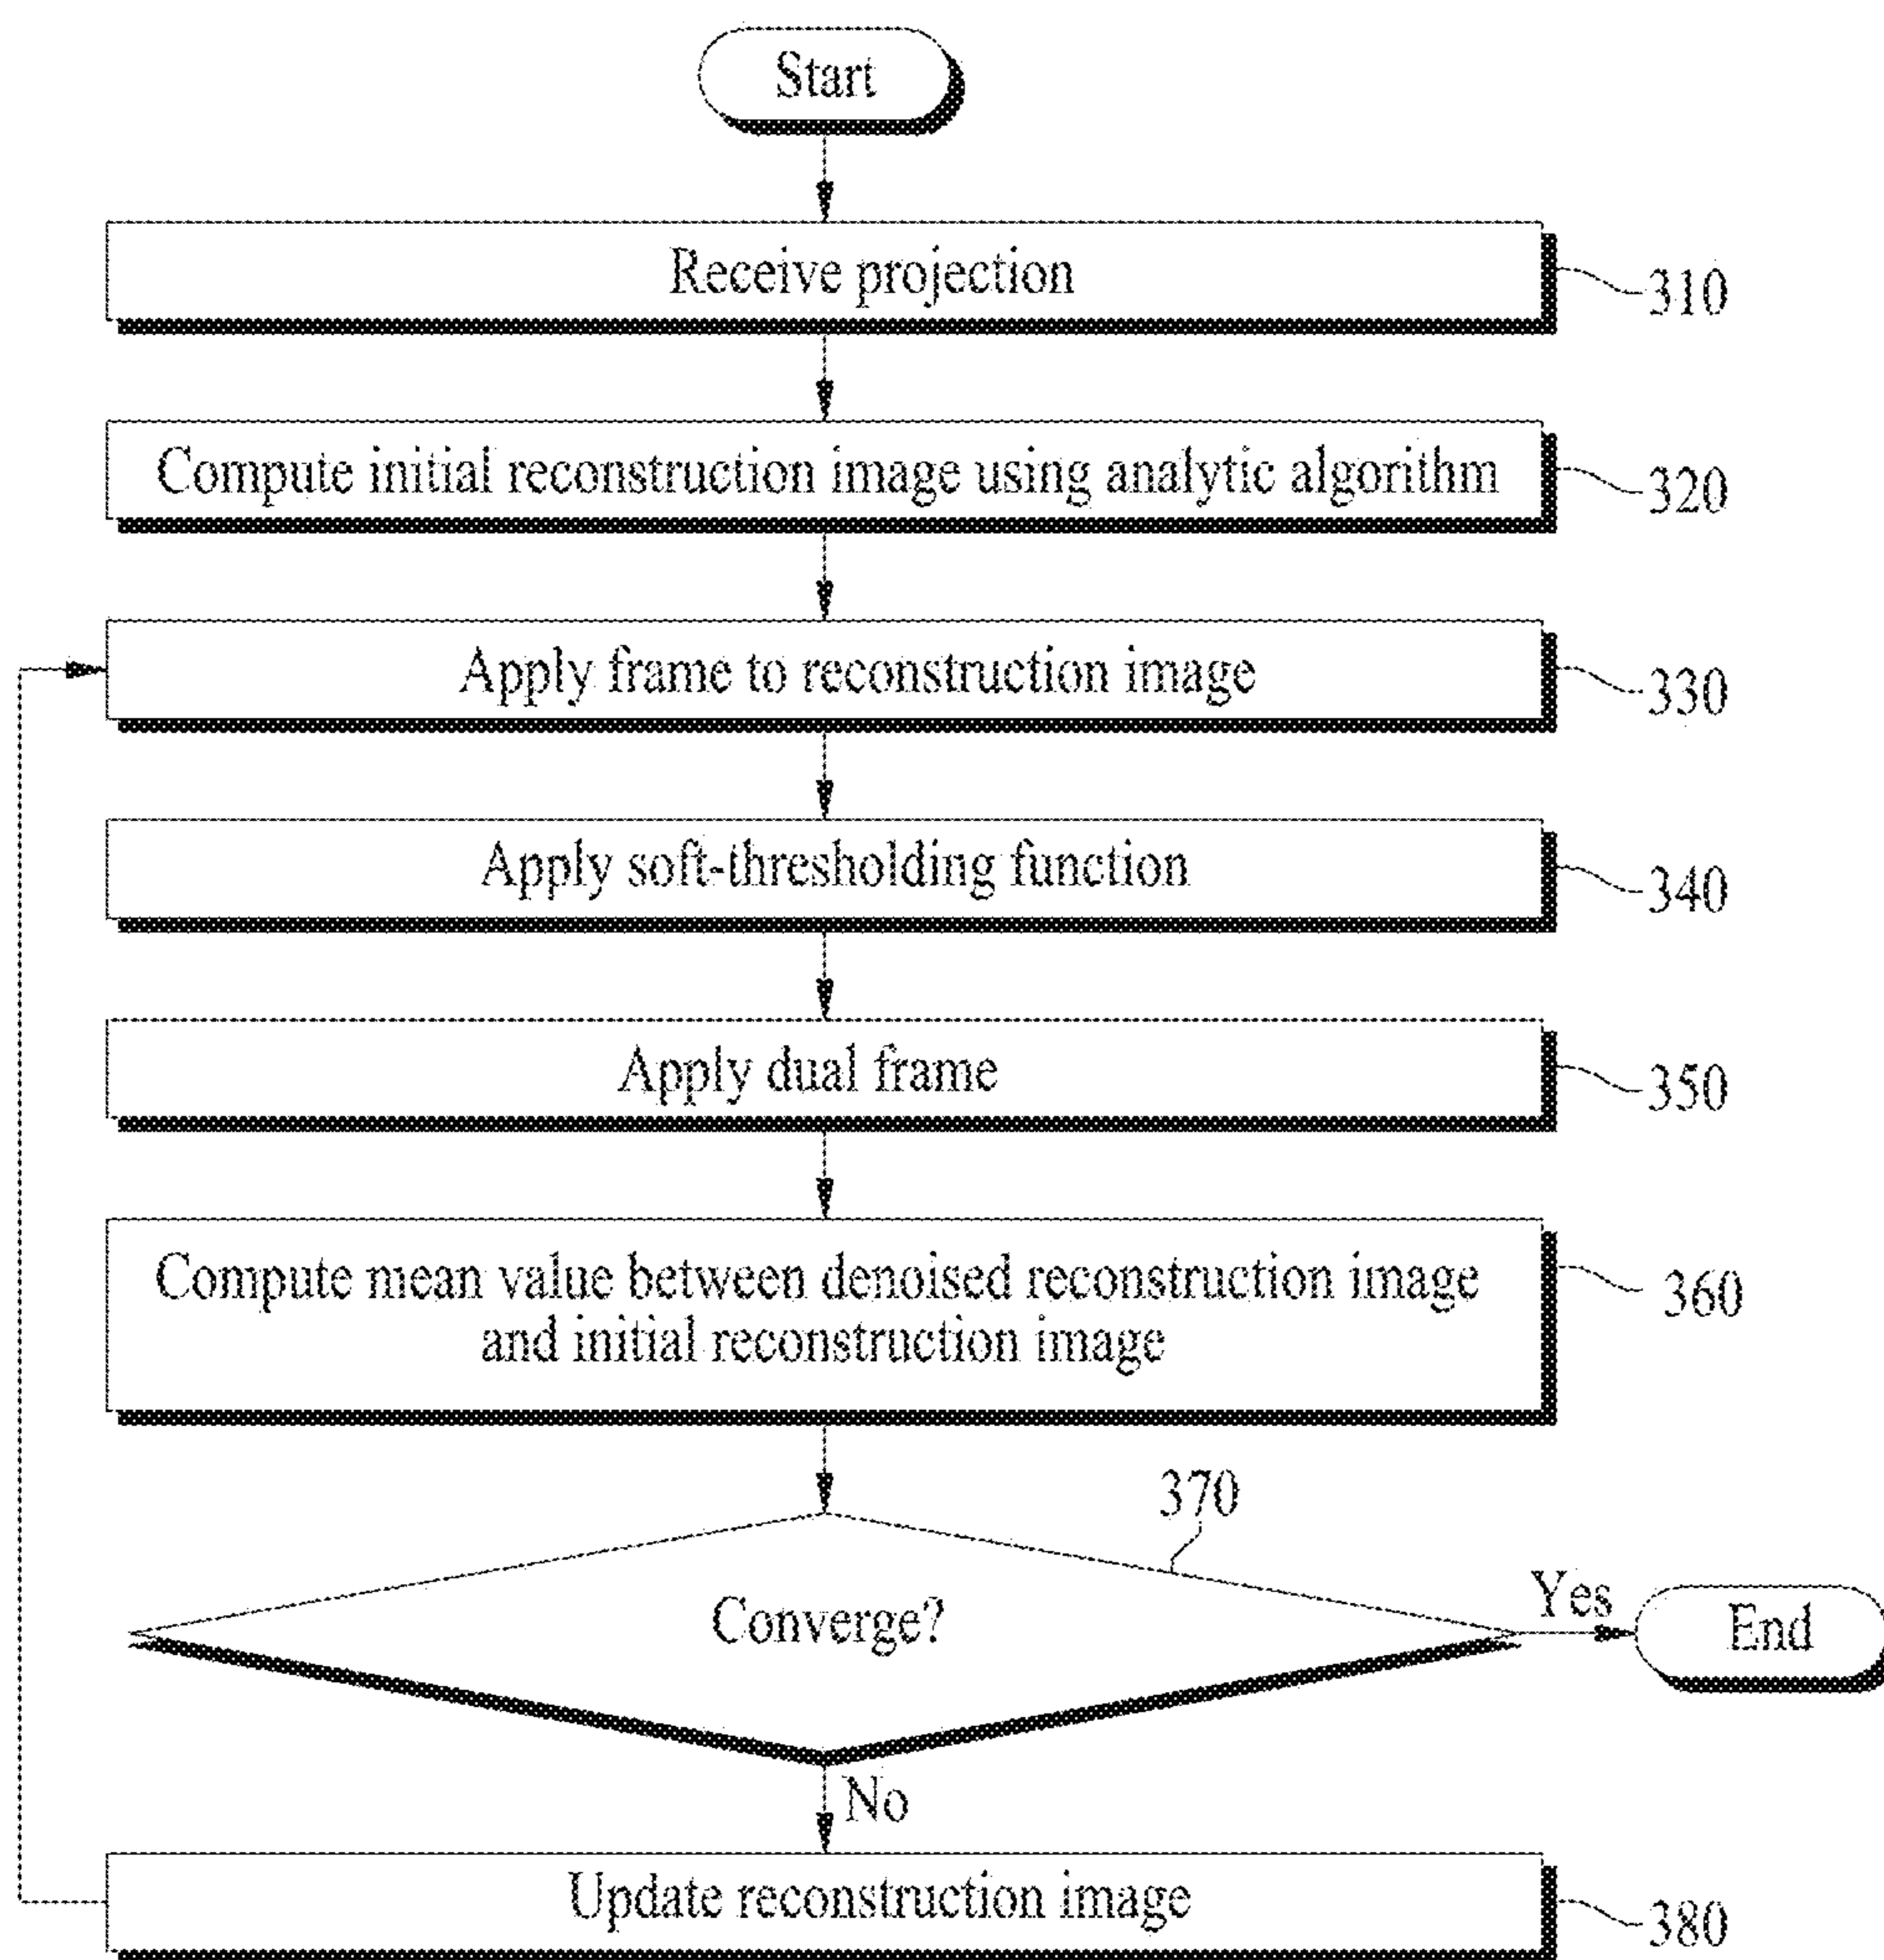 Start
Receive projection
310
Compute initial reconstruction image using analytic algorithm
320
Apply frame to reconstruction image
330
Apply soft-thresholding function
340
Apply dual frame
350
Compute mean value between denoised reconstruction image
and initial reconstruction image
360
370
Converge?
Yes
End
No
Update reconstruction image
380